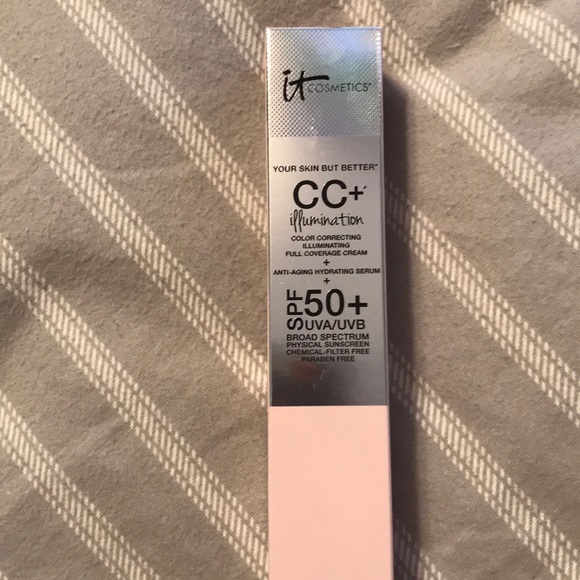 it COSMETICS®
YOUR SKIN BUT BETTER®
CC+®
illumination
COLOR CORRECTING
ILLUMINATING
FULL COVERAGE CREAM
+
ANTI-AGING HYDRATING SERUM
+
SPF 50+
UVA/UVB
BROAD SPECTRUM
PHYSICAL SUNSCREEN
CHEMICAL-FILTER FREE
PARABEN FREE